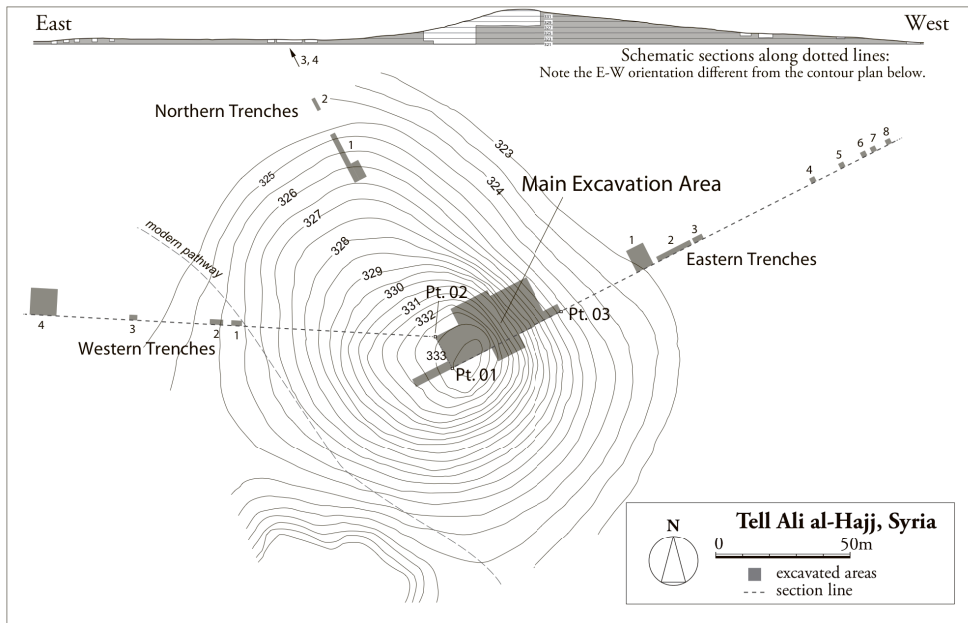 East
West
3, 4
Schematic sections along dotted lines:
Note the E-W orientation different from the contour plan below.
Northern Trenches
2
1
323
325
324
326
Main Excavation Area
327
8
7
6
5
4
modern pathway
328
1
2
3
Eastern Trenches
329
330
Pt. 02
331
332
Pt. 03
4
3
2
1
Western Trenches
333
Pt. 01
N
Tell Ali al-Hajj, Syria
0 50m
excavated areas
section line